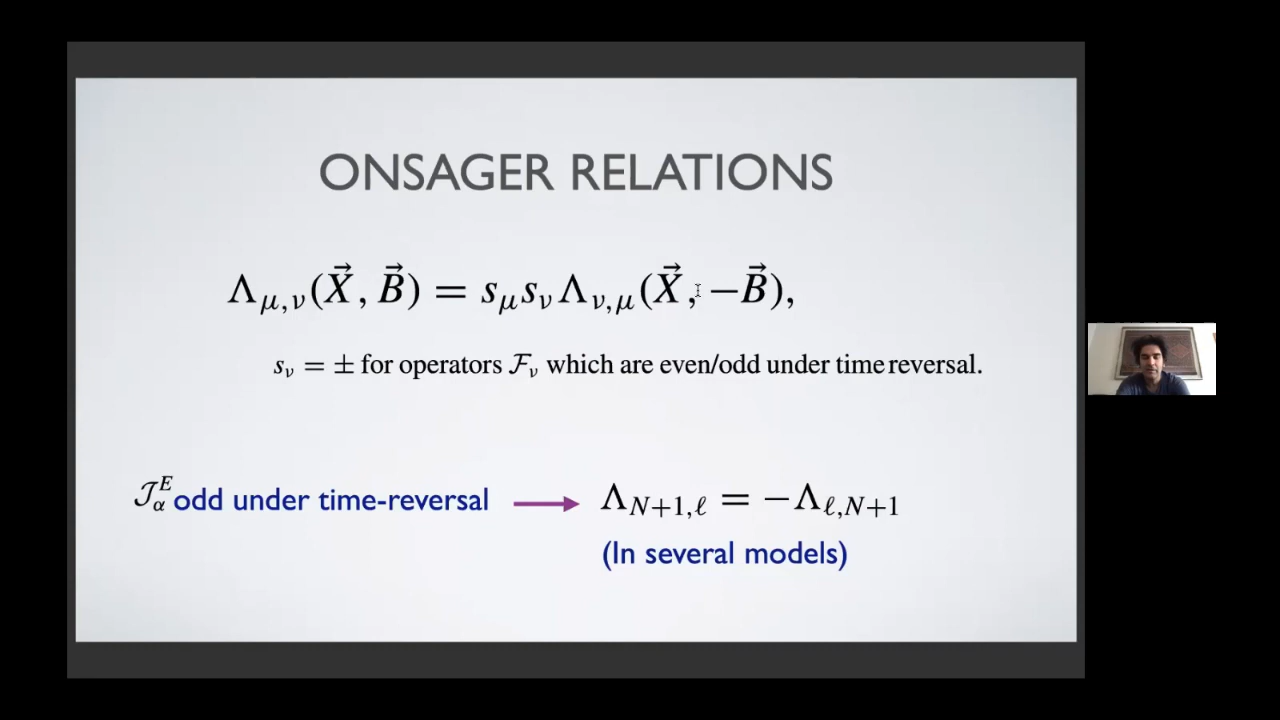 ONSAGER RELATIONS
Λ_{μ,ν}(X⃗, B⃗) = s_μ s_ν Λ_{ν,μ}(X⃗, −B⃗),
s_ν = ± for operators ℱ_ν which are even/odd under time reversal.
𝒥_α^E odd under time-reversal → Λ_{N+1,ℓ} = −Λ_{ℓ,N+1}
(In several models)